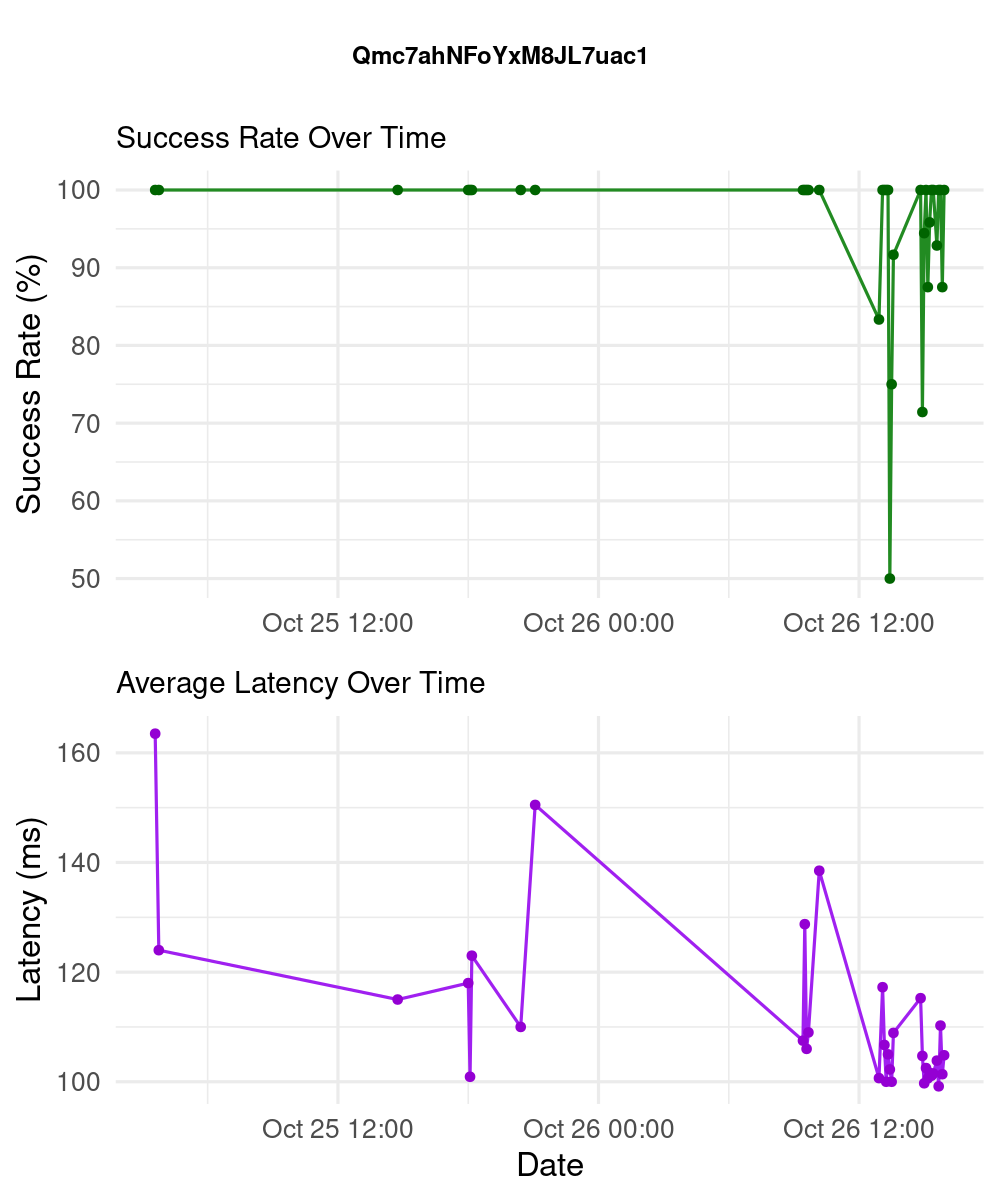 Qmc7ahNFoYxM8JL7uac1
Success Rate Over Time
100
90
80
70
60
50
Success Rate (%)
Oct 25 12:00 Oct 26 00:00 Oct 26 12:00
Average Latency Over Time
160
140
120
100
Latency (ms)
Oct 25 12:00 Oct 26 00:00 Oct 26 12:00
Date